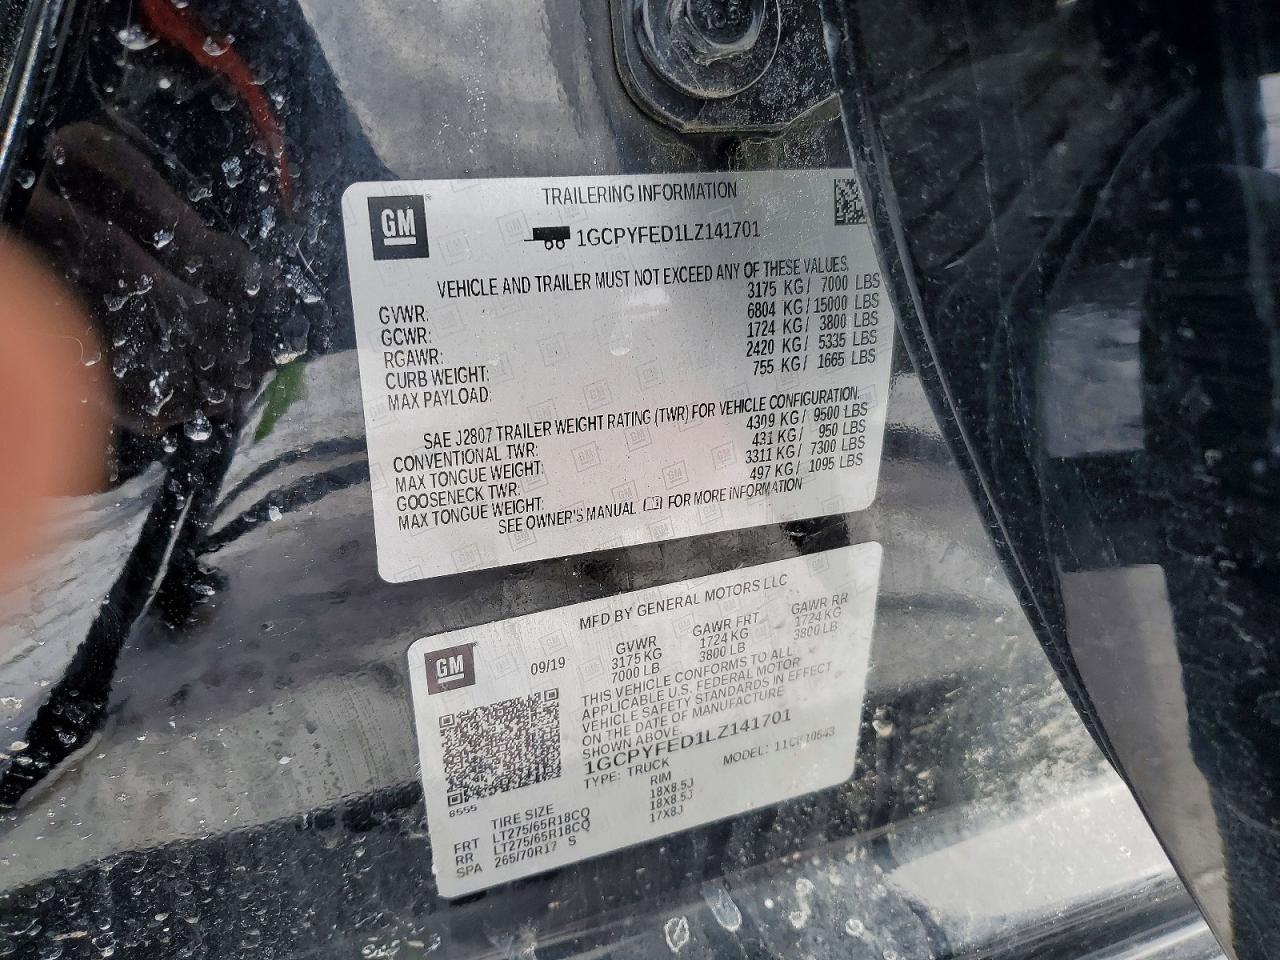 GM
TRAILERING INFORMATION
1GCPYFED1LZ141701
VEHICLE AND TRAILER MUST NOT EXCEED ANY OF THESE VALUES.
GVWR: 3175 KG / 7000 LBS
GCWR: 6804 KG / 15000 LBS
RGAWR: 1724 KG / 3800 LBS
CURB WEIGHT: 2420 KG / 5335 LBS
MAX PAYLOAD: 755 KG / 1665 LBS
SAE J2807 TRAILER WEIGHT RATING (TWR) FOR VEHICLE CONFIGURATION.
CONVENTIONAL TWR: 4309 KG / 9500 LBS
MAX TONGUE WEIGHT: 431 KG / 950 LBS
GOOSENECK TWR: 3311 KG / 7300 LBS
MAX TONGUE WEIGHT: 497 KG / 1095 LBS
SEE OWNER'S MANUAL FOR MORE INFORMATION
GM
MFD BY GENERAL MOTORS LLC
09/19
GVWR GAWR FRT GAWR RR
3175 KG 1724 KG 1724 KG
7000 LB 3800 LB 3800 LB
THIS VEHICLE CONFORMS TO ALL
APPLICABLE U.S. FEDERAL MOTOR
VEHICLE SAFETY STANDARDS IN EFFECT
ON THE DATE OF MANUFACTURE
SHOWN ABOVE.
1GCPYFED1LZ141701
TYPE: TRUCK MODEL:
8555
TIRE SIZE RIM
FRT LT275/65R18CQ 18X8.5J
RR LT275/65R18CQ 18X8.5J
SPA 265/70R17 S 17X8J